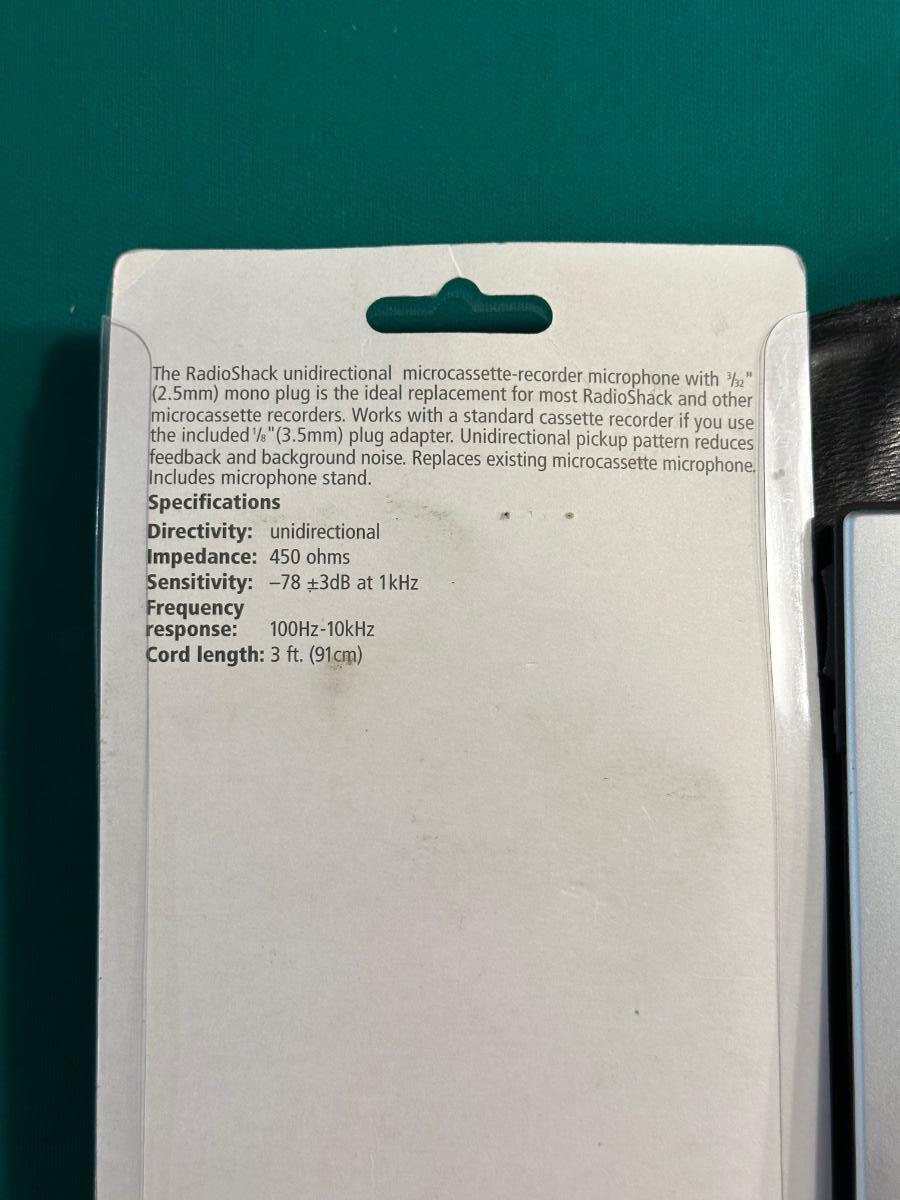 The RadioShack unidirectional microcassette-recorder microphone with 3/32"
(2.5mm) mono plug is the ideal replacement for most RadioShack and other
microcassette recorders. Works with a standard cassette recorder if you use
the included 1/8" (3.5mm) plug adapter. Unidirectional pickup pattern reduces
feedback and background noise. Replaces existing microcassette microphone.
Includes microphone stand.
Specifications
Directivity: unidirectional
Impedance: 450 ohms
Sensitivity: –78 ±3dB at 1kHz
Frequency
response: 100Hz-10kHz
Cord length: 3 ft. (91cm)